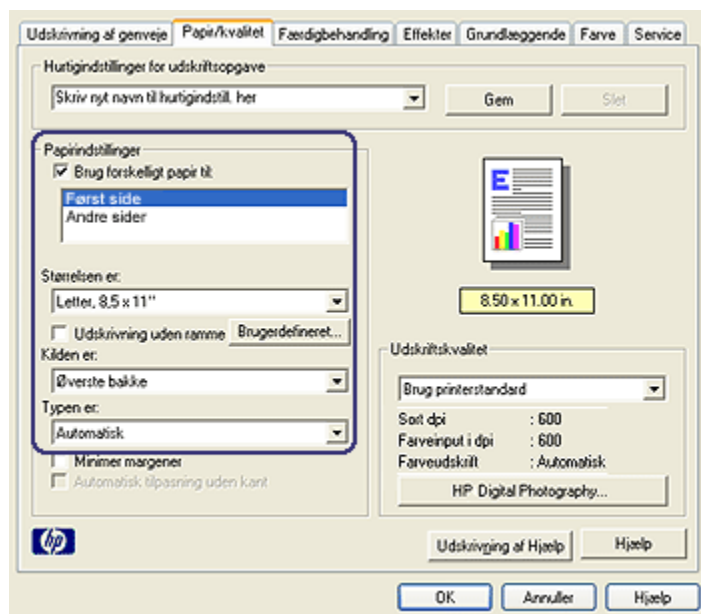 Udskrivning af genveje Papir/kvalitet Færdigbehandling Effekter Grundlæggende Farve Service
Hurtigindstillinger for udskriftsopgave
Skriv nyt navn til hurtigindstill. her Gem Slet
Papirindstillinger
Brug forskelligt papir til:
Først side
Andre sider
Størrelsen er:
Letter, 8,5 x 11"
Udskrivning uden ramme Brugerdefineret...
Kilden er:
Øverste bakke
Typen er:
Automatisk
Minimer margener
Automatisk tilpasning uden kant
E
8.50 x 11.00 in.
Udskriftskvalitet
Brug printerstandard
Sort dpi : 600
Farveinput i dpi : 600
Farveudskrift : Automatisk
HP Digital Photography...
hp
Udskrivning af Hjælp Hjælp
OK Annuller Hjælp